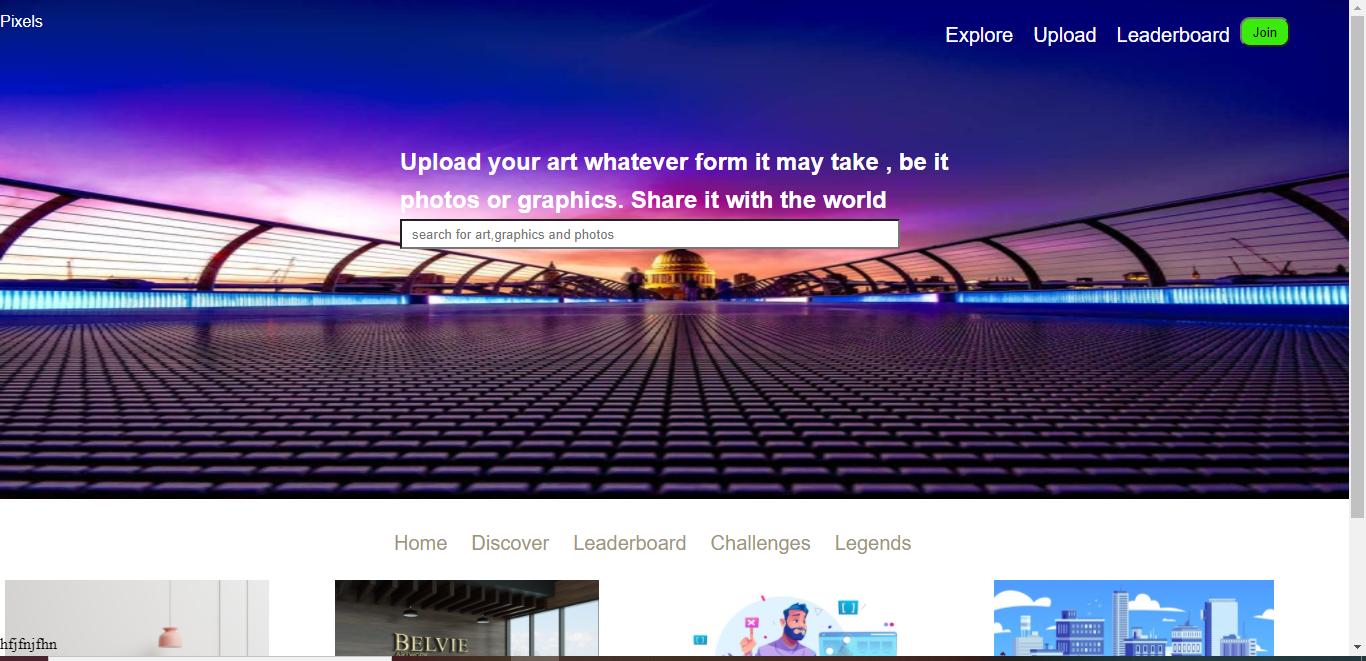 Pixels
Explore Upload Leaderboard Join
Upload your art whatever form it may take , be it
photos or graphics. Share it with the world
search for art,graphics and photos
Home Discover Leaderboard Challenges Legends
BELVIE
hfjfnjfhn